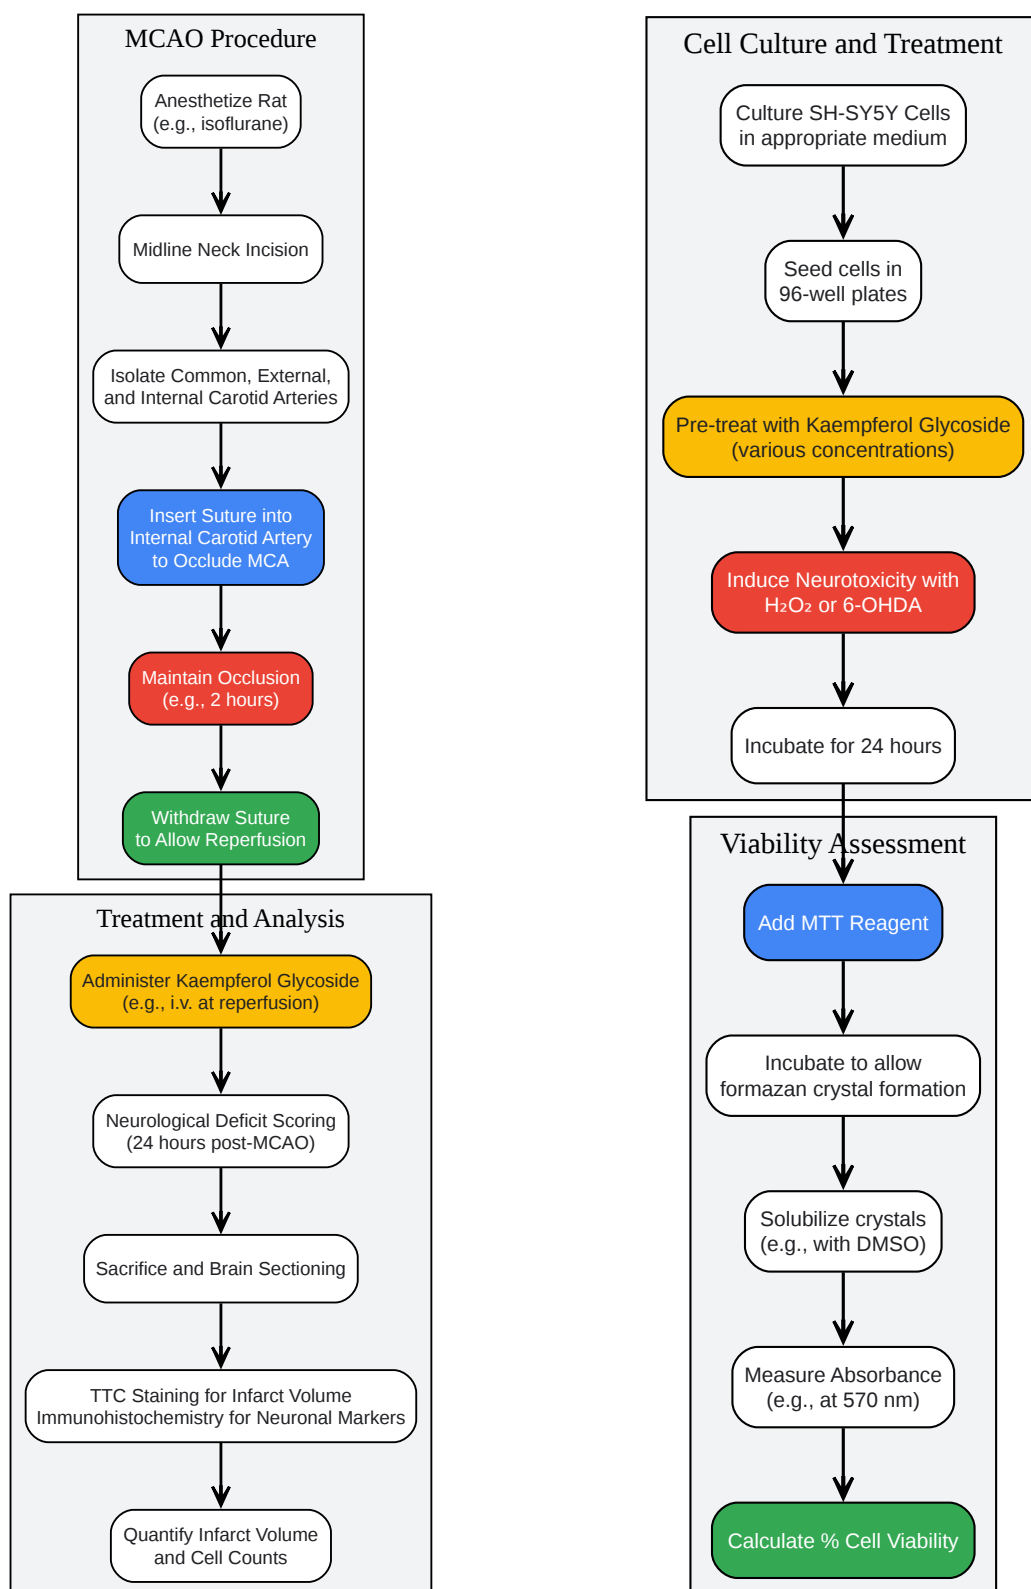 MCAO Procedure
Anesthetize Rat
(e.g., isoflurane)
Midline Neck Incision
Isolate Common, External,
and Internal Carotid Arteries
Insert Suture into
Internal Carotid Artery
to Occlude MCA
Maintain Occlusion
(e.g., 2 hours)
Withdraw Suture
to Allow Reperfusion
Treatment and Analysis
Administer Kaempferol Glycoside
(e.g., i.v. at reperfusion)
Neurological Deficit Scoring
(24 hours post-MCAO)
Sacrifice and Brain Sectioning
TTC Staining for Infarct Volume
Immunohistochemistry for Neuronal Markers
Quantify Infarct Volume
and Cell Counts
Cell Culture and Treatment
Culture SH-SY5Y Cells
in appropriate medium
Seed cells in
96-well plates
Pre-treat with Kaempferol Glycoside
(various concentrations)
Induce Neurotoxicity with
H₂O₂ or 6-OHDA
Incubate for 24 hours
Viability Assessment
Add MTT Reagent
Incubate to allow
formazan crystal formation
Solubilize crystals
(e.g., with DMSO)
Measure Absorbance
(e.g., at 570 nm)
Calculate % Cell Viability